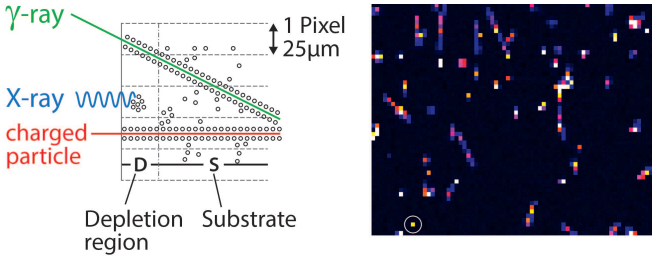 γ-ray
1 Pixel
25μm
X-ray
charged
particle
D
S
Depletion
region
Substrate